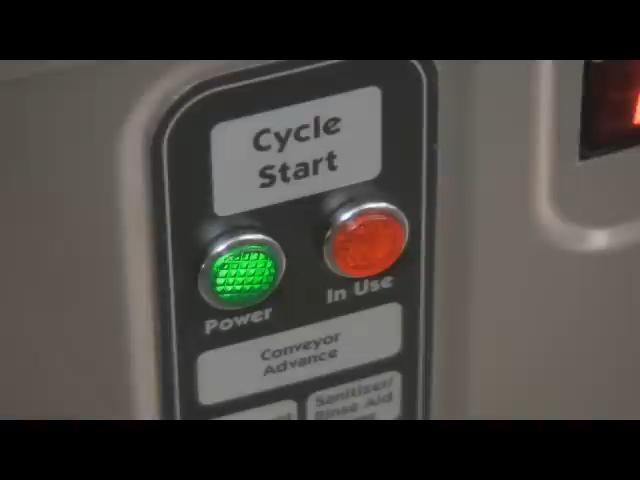 Cycle
Start
In Use
Power
Conveyor
Advance
Sanitiser/
Rinse Aid